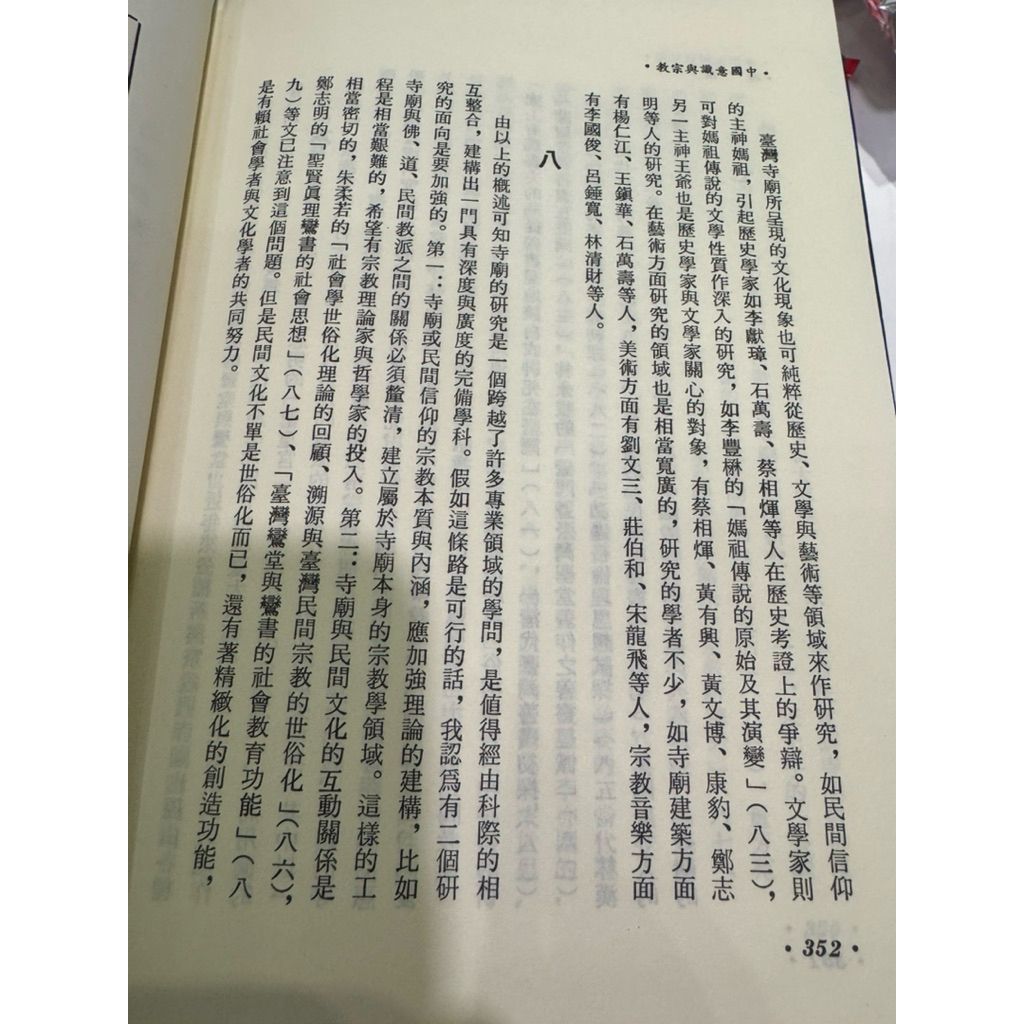 •中國意識與宗教•
臺灣寺廟所呈現的文化現象也可純粹從歷史、文學與藝術等領域來作研究，如民間信仰
的主神媽祖，引起歷史學家如李獻璋、石萬壽、蔡相煇等人在歷史考證上的爭辯。文學家則
可對媽祖傳說的文學性質作深入的研究，如李豐楙的「媽祖傳說的原始及其演變」（八三），
另一主神王爺也是歷史學家與文學家關心的對象，有蔡相煇、黃有興、黃文博、康豹、鄭志
明等人的研究。在藝術方面研究的領域也是相當寬廣的，研究的學者不少，如寺廟建築方面
有楊仁江、王鎭華、石萬壽等人，美術方面有劉文三、莊伯和、宋龍飛等人，宗教音樂方面
有李國俊、呂錘寬、林清財等人。
八
由以上的概述可知寺廟的研究是一個跨越了許多專業領域的學問，是值得經由科際的相
互整合，建構出一門具有深度與廣度的完備學科。假如這條路是可行的話，我認爲有二個研
究的面向是要加強的。第一：寺廟或民間信仰的宗教本質與內涵，應加強理論的建構，比如
寺廟與佛、道、民間教派之間的關係必須釐清，建立屬於寺廟本身的宗教學領域。這樣的工
程是相當艱難的，希望有宗教理論家與哲學家的投入。第二：寺廟與民間文化的互動關係是
相當密切的，朱柔若的「社會學世俗化理論的回顧、溯源與臺灣民間宗教的世俗化」（八六），
鄭志明的「聖賢眞理鸞書的社會思想」（八七）、「臺灣鸞堂與鸞書的社會教育功能」（八
九）等文已注意到這個問題。但是民間文化不單是世俗化而已，還有著精緻化的創造功能，
是有賴社會學者與文化學者的共同努力。
•352•